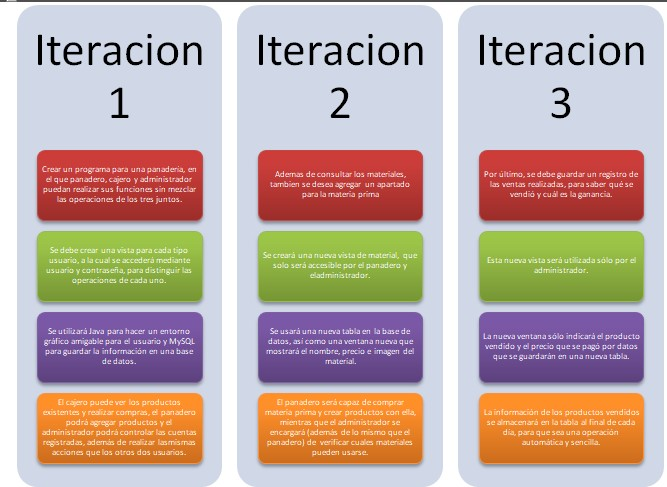 Iteracion
1
Crear un programa para una panadería, en
el que panadero, cajero y administrador
puedan realizar sus funciones sin mezclar
las operaciones de los tres juntos.
Se debe crear una vista para cada tipo
usuario, a la cual se accederá mediante
usuario y contraseña, para distinguir las
operaciones de cada uno.
Se utilizará Java para hacer un entorno
gráfico amigable para el usuario y MySQL
para guardar la información en una base
de datos.
El cajero puede ver los productos
existentes y realizar compras, el panadero
podrá agregar productos y el
administrador podrá controlar las cuentas
registradas, además de realizar lasmismas
acciones que los otros dos usuarios.
Iteracion
2
Ademas de consultar los materiales,
tambien se desea agregar un apartado
para la materia prima
Se creará una nueva vista de material, que
solo será accesible por el panadero y
eladministrador.
Se usará una nueva tabla en la base de
datos, así como una ventana nueva que
mostrará el nombre, precio e imagen del
material.
El panadero será capaz de comprar
materia prima y crear productos con ella,
mientras que el administrador se
encargará (además de lo mismo que el
panadero) de verificar cuales materiales
pueden usarse.
Iteracion
3
Por último, se debe guardar un registro de
las ventas realizadas, para saber qué se
vendió y cuál es la ganancia.
Esta nueva vista será utilizada sólo por el
administrador.
La nueva ventana sólo indicará el producto
vendido y el precio que se pagó por datos
que se guardarán en una nueva tabla.
La información de los productos vendidos
se almacenará en la tabla al final de cada
día, para que sea una operación
automática y sencilla.